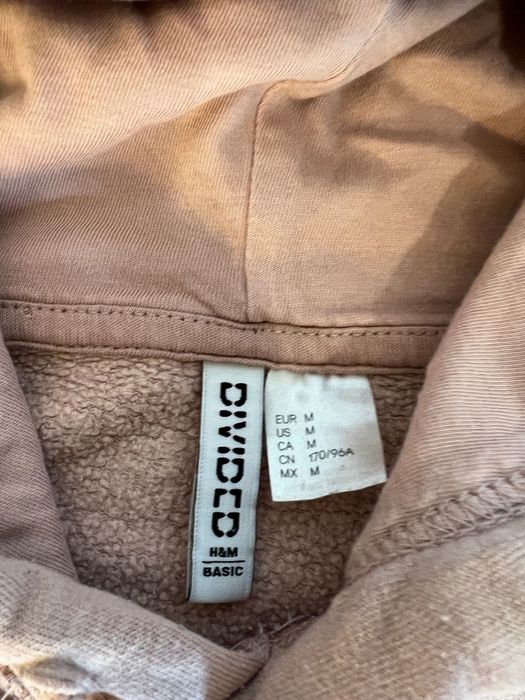 DIVIDED
H&M
BASIC
EUR M
US M
CA M
CN 170/96A
MX M